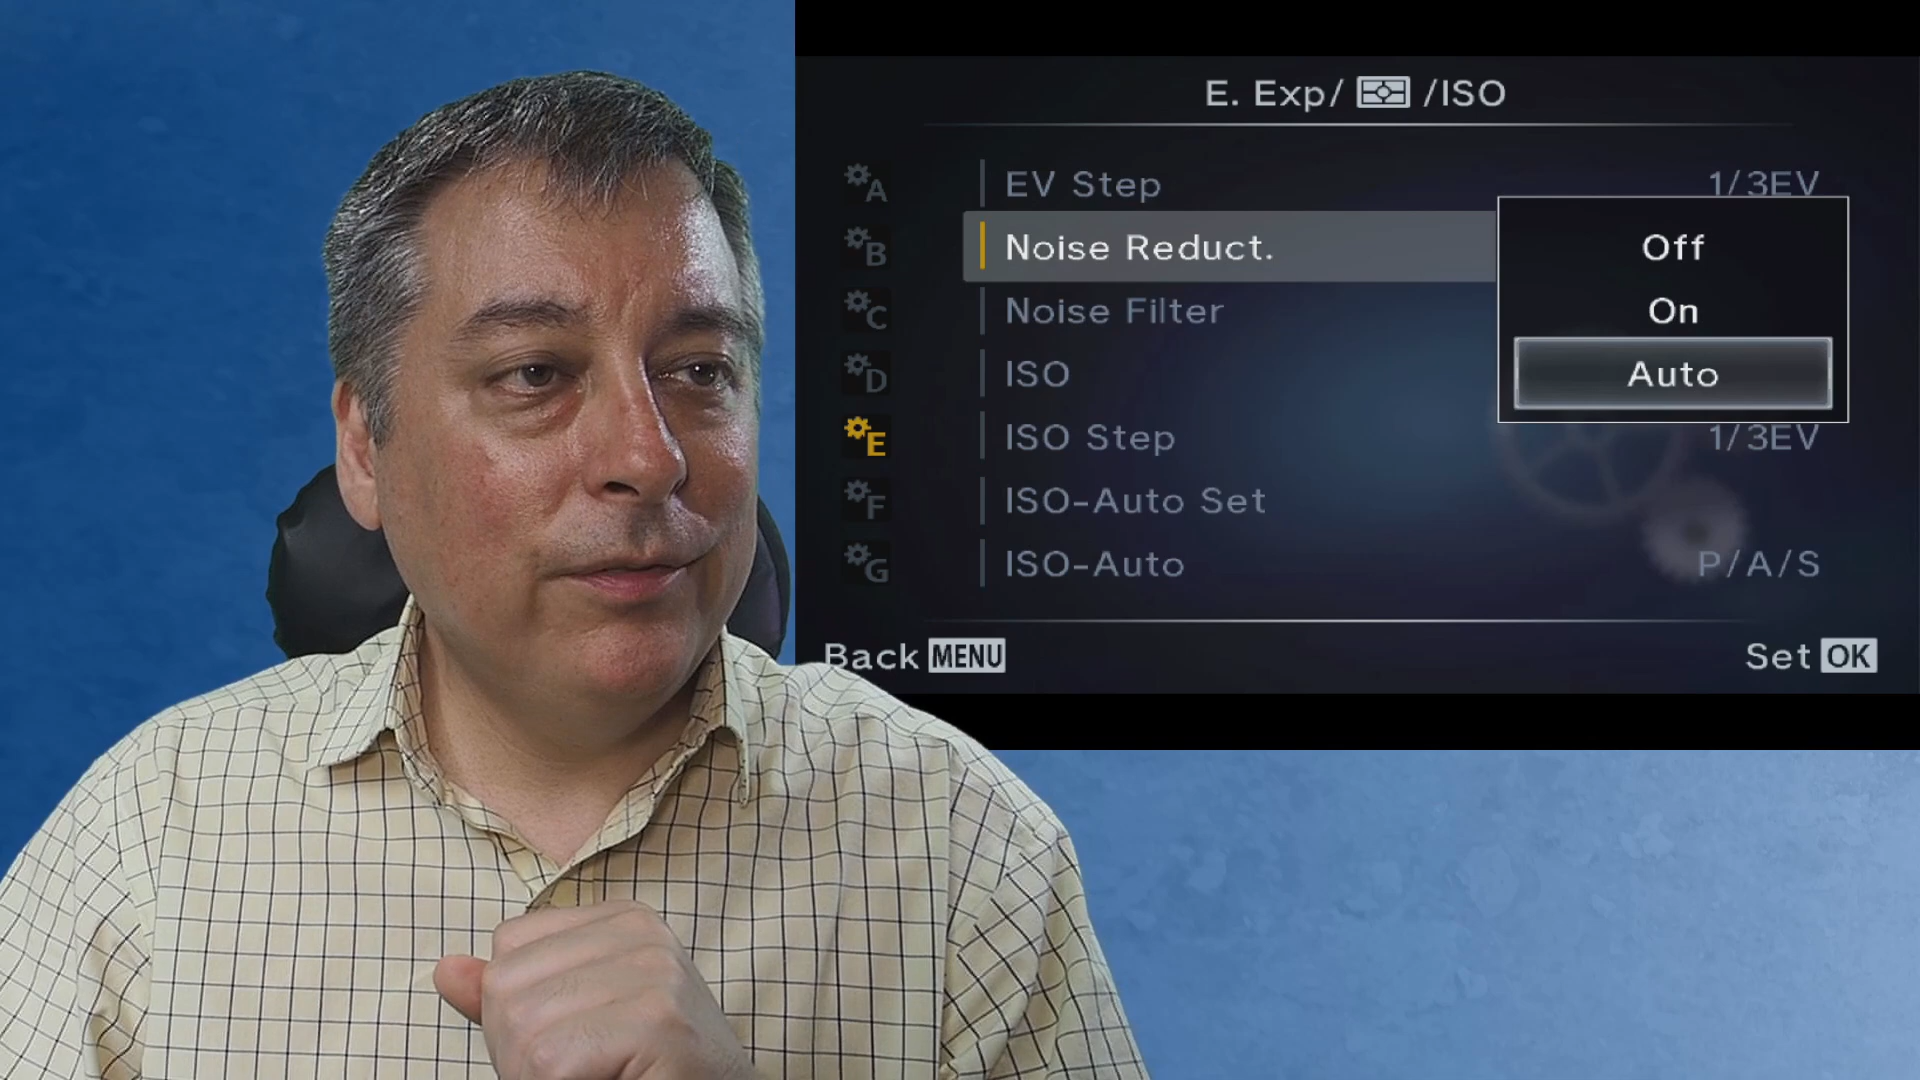 E. Exp/ /ISO
A
EV Step 1/3EV
B
Noise Reduct.
Off
C
Noise Filter
On
D
ISO
Auto
E
ISO Step 1/3EV
F
ISO-Auto Set
G
ISO-Auto P/A/S
Back MENU
Set OK